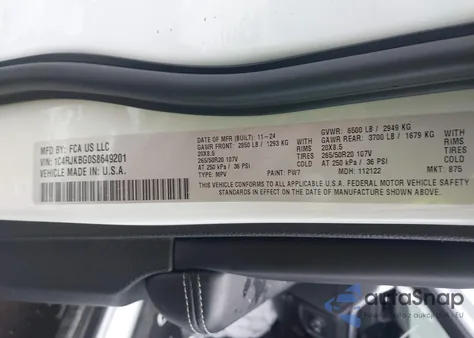 MFD BY: FCA US LLC
VIN: 1C4RJKBG0S8649201
VEHICLE MADE IN: U.S.A.
DATE OF MFR (BUILT): 11-24
GAWR FRONT: 2850 LB / 1293 KG
20X8.5
265/50R20 107V
AT 250 kPa / 36 PSI
TYPE: MPV
RIMS
TIRES
COLD
PAINT: PW7
GVWR: 6500 LB / 2949 KG
GAWR REAR: 3700 LB / 1679 KG
20X8.5
265/50R20 107V
AT 250 kPa / 36 PSI
MDH: 112122
RIMS
TIRES
COLD
MKT: 875
THIS VEHICLE CONFORMS TO ALL APPLICABLE U.S.A. FEDERAL MOTOR VEHICLE SAFETY
IN EFFECT ON THE DATE OF MANUFACTURE SHOWN ABOVE.
autoSnap